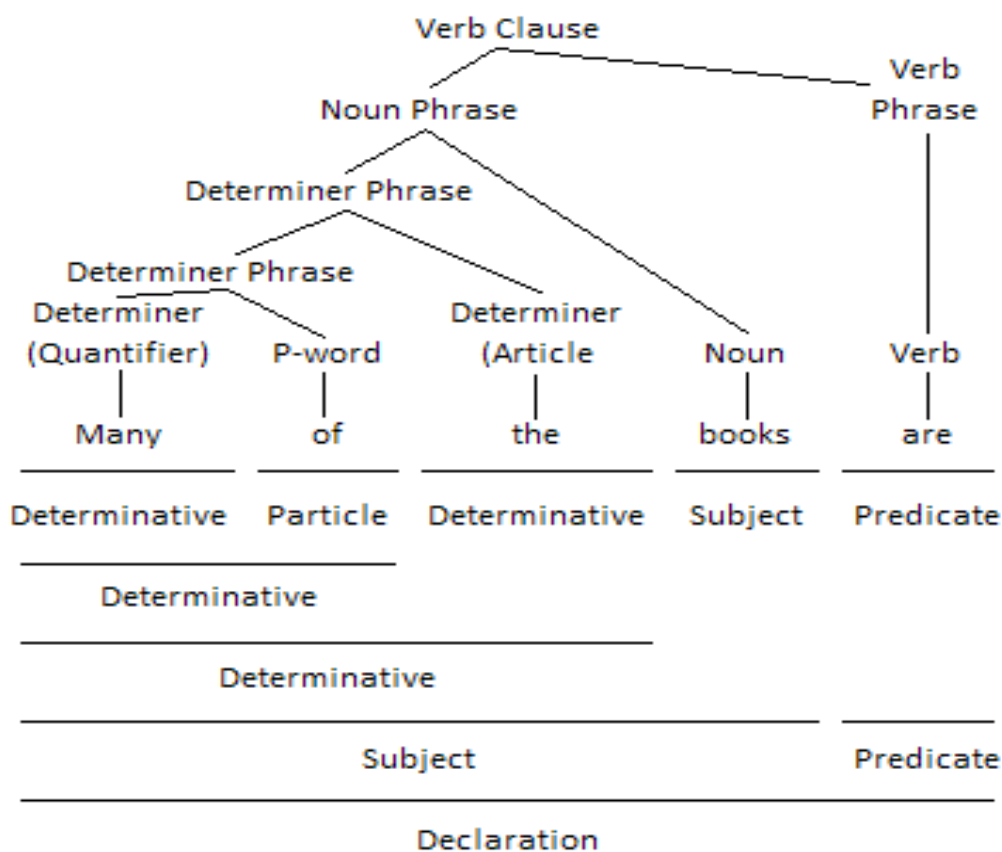 Verb Clause
Verb
Noun Phrase Phrase
Determiner Phrase
Determiner Phrase
Determiner Determiner
(Quantifier) P-word (Article Noun Verb
Many of the books are
Determinative Particle Determinative Subject Predicate
Determinative
Determinative
Subject Predicate
Declaration